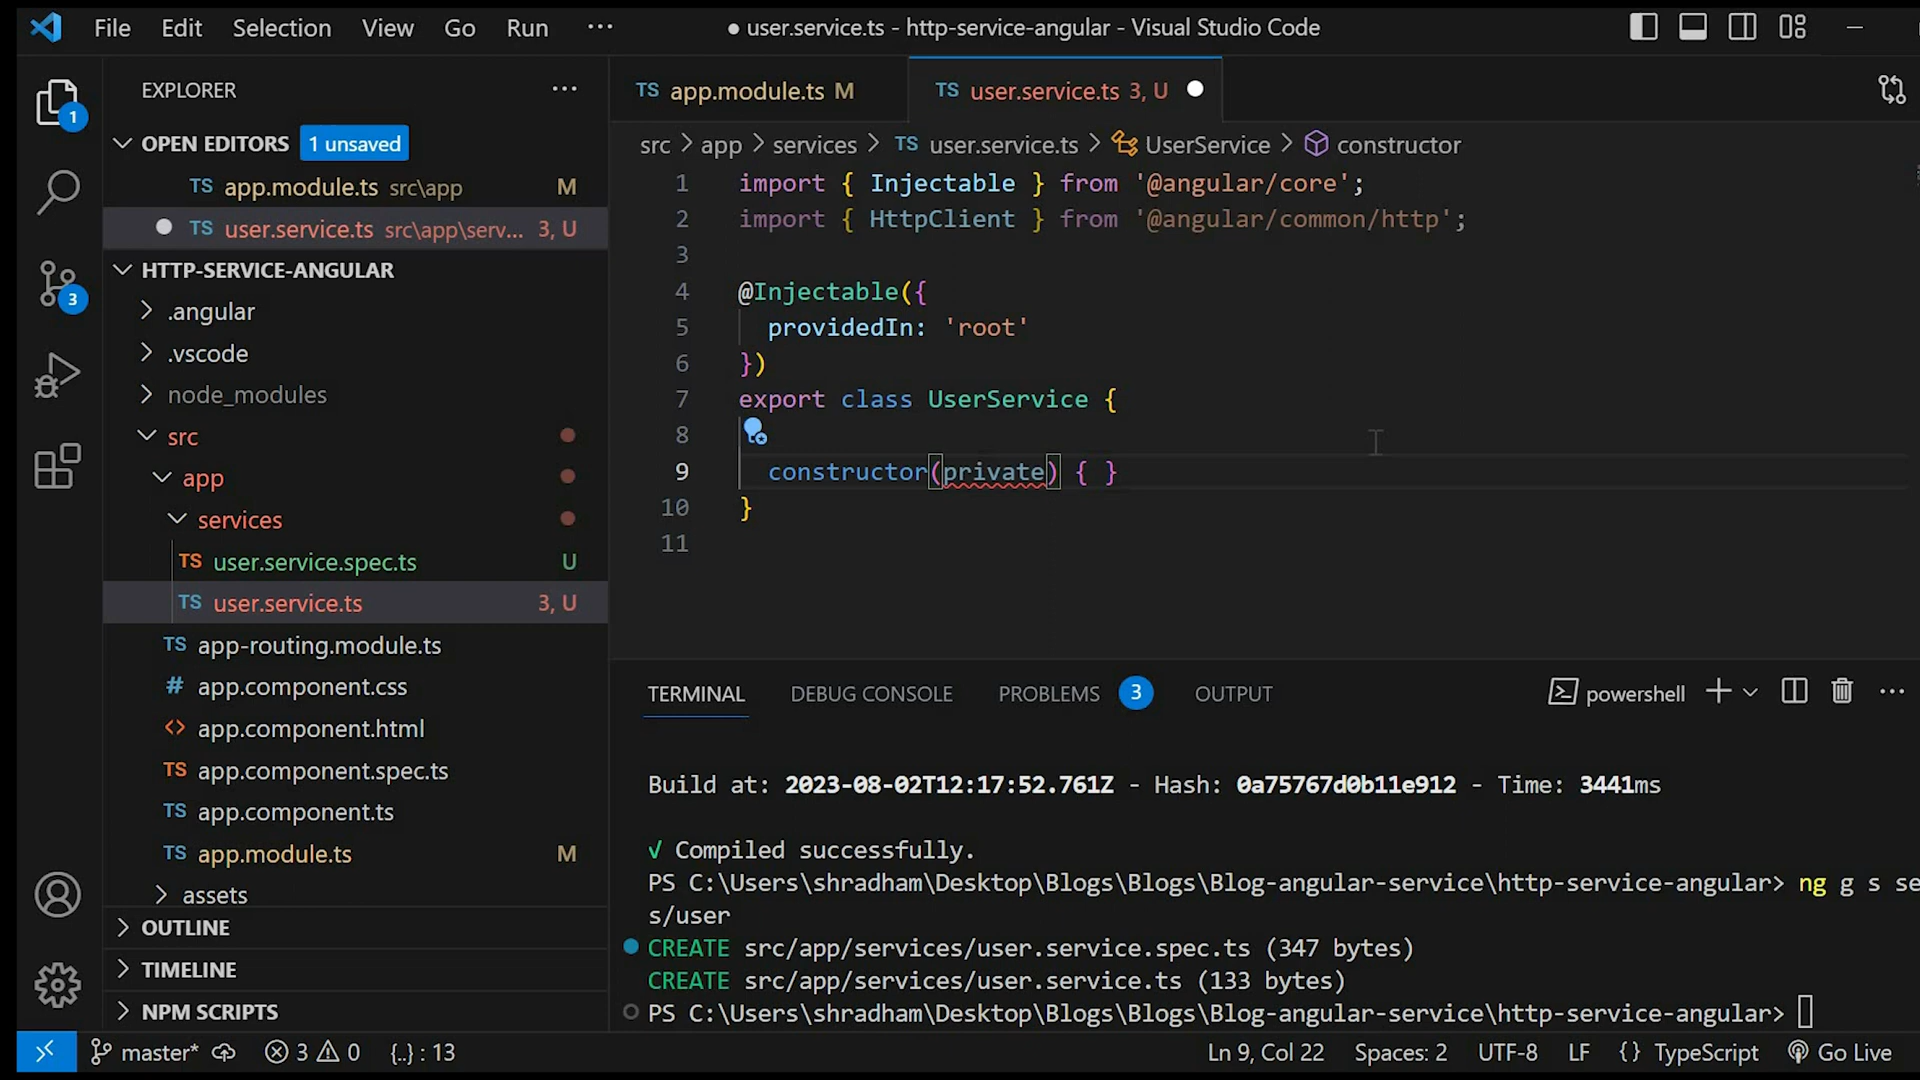 File Edit Selection View Go Run ···
● user.service.ts - http-service-angular - Visual Studio Code
1
3
EXPLORER
OPEN EDITORS 1 unsaved
TS app.module.ts src\app M
TS user.service.ts src\app\serv... 3, U
HTTP-SERVICE-ANGULAR
.angular
.vscode
node_modules
src
app
services
TS user.service.spec.ts U
TS user.service.ts 3, U
TS app-routing.module.ts
# app.component.css
<> app.component.html
TS app.component.spec.ts
TS app.component.ts
TS app.module.ts M
assets
OUTLINE
TIMELINE
NPM SCRIPTS
TS app.module.ts M
TS user.service.ts 3, U
src > app > services > TS user.service.ts > UserService > constructor
1 import { Injectable } from '@angular/core';
2 import { HttpClient } from '@angular/common/http';
3
4 @Injectable({
5 providedIn: 'root'
6 })
7 export class UserService {
8
9 constructor(private) { }
10 }
11
TERMINAL DEBUG CONSOLE PROBLEMS 3 OUTPUT
powershell
Build at: 2023-08-02T12:17:52.761Z - Hash: 0a75767d0b11e912 - Time: 3441ms
√ Compiled successfully.
PS C:\Users\shradham\Desktop\Blogs\Blogs\Blog-angular-service\http-service-angular> ng g s se
s/user
CREATE src/app/services/user.service.spec.ts (347 bytes)
CREATE src/app/services/user.service.ts (133 bytes)
PS C:\Users\shradham\Desktop\Blogs\Blogs\Blog-angular-service\http-service-angular>
master* 3 0 {..} : 13
Ln 9, Col 22 Spaces: 2 UTF-8 LF {} TypeScript Go Live